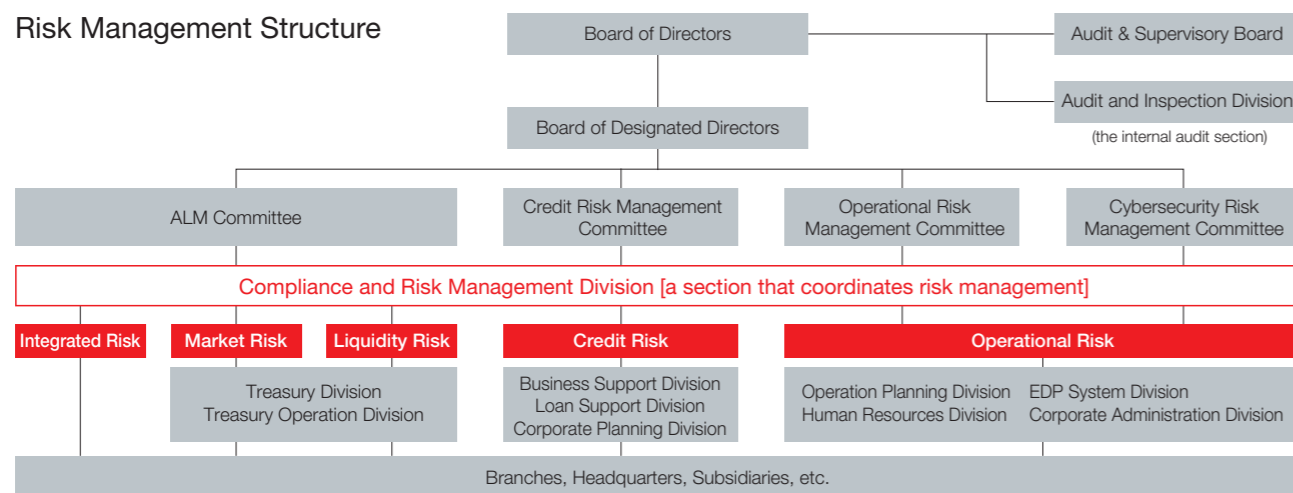 Risk Management Structure
Board of Directors
Audit & Supervisory Board
Audit and Inspection Division
(the internal audit section)
Board of Designated Directors
ALM Committee
Credit Risk Management
Committee
Operational Risk
Management Committee
Cybersecurity Risk
Management Committee
Compliance and Risk Management Division [a section that coordinates risk management]
Integrated Risk
Market Risk
Liquidity Risk
Credit Risk
Operational Risk
Treasury Division
Treasury Operation Division
Business Support Division
Loan Support Division
Corporate Planning Division
Operation Planning Division
Human Resources Division
EDP System Division
Corporate Administration Division
Branches, Headquarters, Subsidiaries, etc.